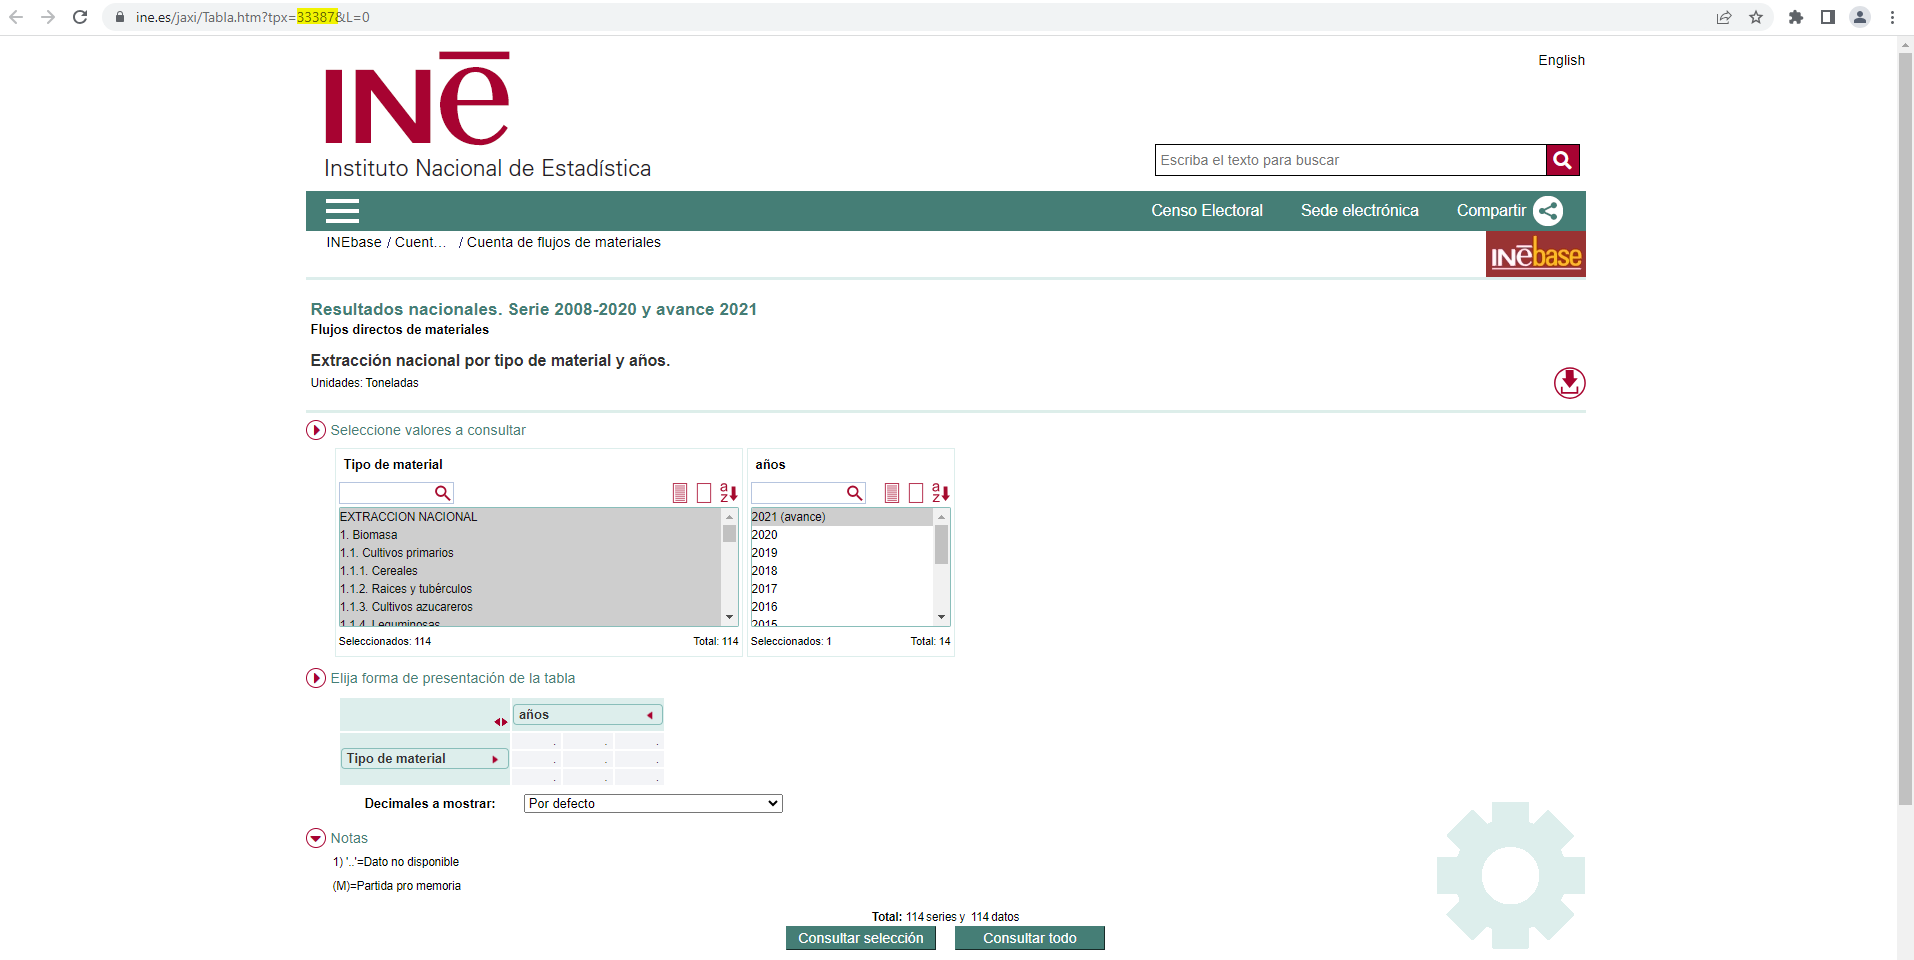 ine.es/jaxi/Tabla.htm?tpx=33387&L=0
INe
Instituto Nacional de Estadística
English
Escriba el texto para buscar
Censo Electoral Sede electrónica Compartir
INEbase / Cuent... / Cuenta de flujos de materiales
INebase
Resultados nacionales. Serie 2008-2020 y avance 2021
Flujos directos de materiales
Extracción nacional por tipo de material y años.
Unidades: Toneladas
Seleccione valores a consultar
Tipo de material
EXTRACCION NACIONAL
1. Biomasa
1.1. Cultivos primarios
1.1.1. Cereales
1.1.2. Raices y tubérculos
1.1.3. Cultivos azucareros
1.1.4. Leguminosas
Seleccionados: 114 Total: 114
años
2021 (avance)
2020
2019
2018
2017
2016
2015
Seleccionados: 1 Total: 14
Elija forma de presentación de la tabla
años
Tipo de material
Decimales a mostrar: Por defecto
Notas
1) '..'=Dato no disponible
(M)=Partida pro memoria
Total: 114 series y 114 datos
Consultar selección Consultar todo